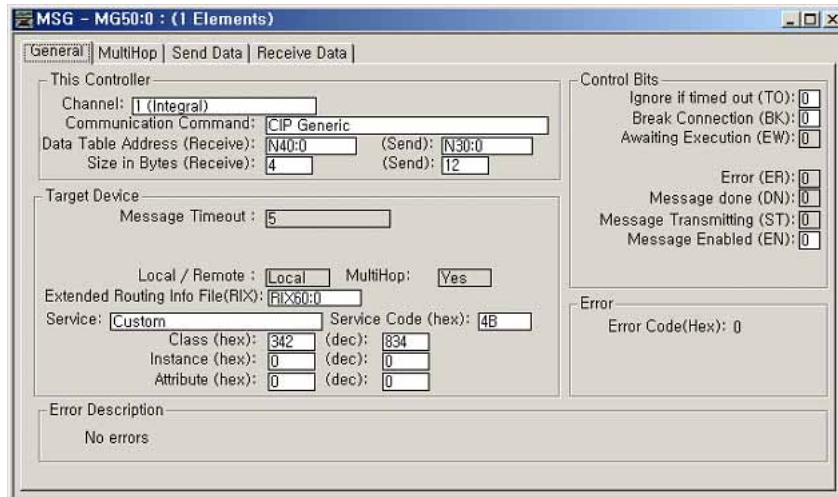 MSG - MG50:0 : (1 Elements)
General MultiHop Send Data Receive Data
This Controller
Channel: 1 (Integral)
Communication Command: CIP Generic
Data Table Address (Receive): N40:0 (Send): N30:0
Size in Bytes (Receive): 4 (Send): 12
Target Device
Message Timeout : 5
Local / Remote : Local MultiHop: Yes
Extended Routing Info File(RIX): RIX60:0
Service: Custom Service Code (hex): 4B
Class (hex): 342 (dec): 834
Instance (hex): 0 (dec): 0
Attribute (hex): 0 (dec): 0
Control Bits
Ignore if timed out (TO): 0
Break Connection (BK): 0
Awaiting Execution (EW): 0
Error (ER): 0
Message done (DN): 0
Message Transmitting (ST): 0
Message Enabled (EN): 0
Error
Error Code(Hex): 0
Error Description
No errors